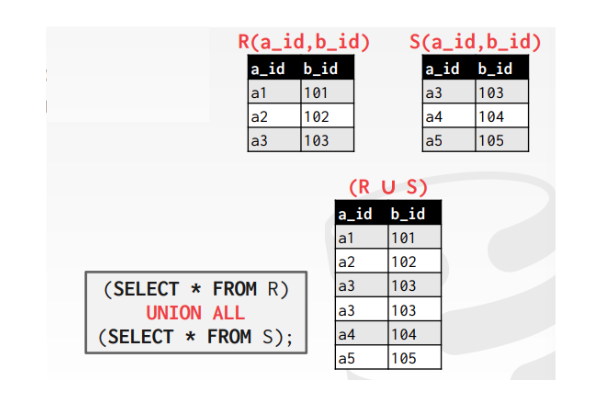 R(a_id,b_id)
a_id b_id
a1 101
a2 102
a3 103
S(a_id,b_id)
a_id b_id
a3 103
a4 104
a5 105
(R ∪ S)
a_id b_id
a1 101
a2 102
a3 103
a3 103
a4 104
a5 105
(SELECT * FROM R)
UNION ALL
(SELECT * FROM S);